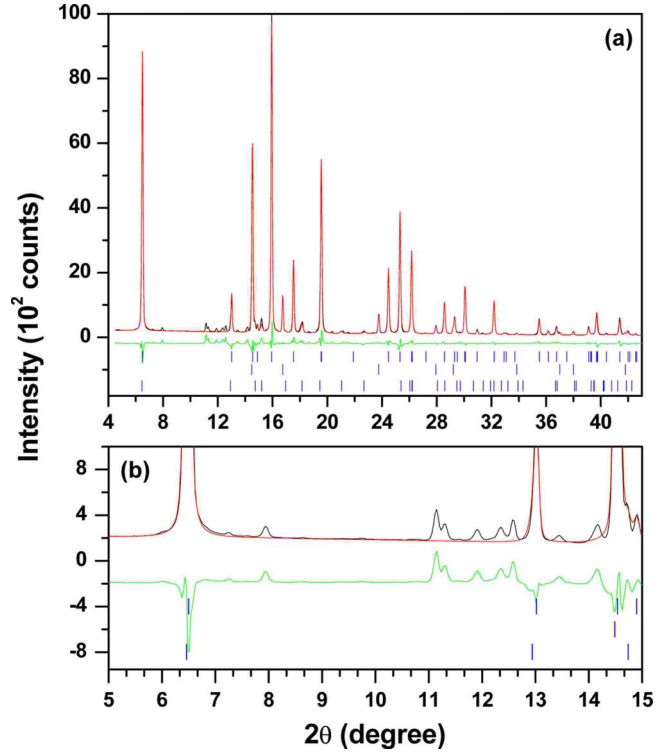 100
(a)
80
60
40
20
0
4 8 12 16 20 24 28 32 36 40
Intensity (10² counts)
8
(b)
4
0
-4
-8
5 6 7 8 9 10 11 12 13 14 15
2θ (degree)